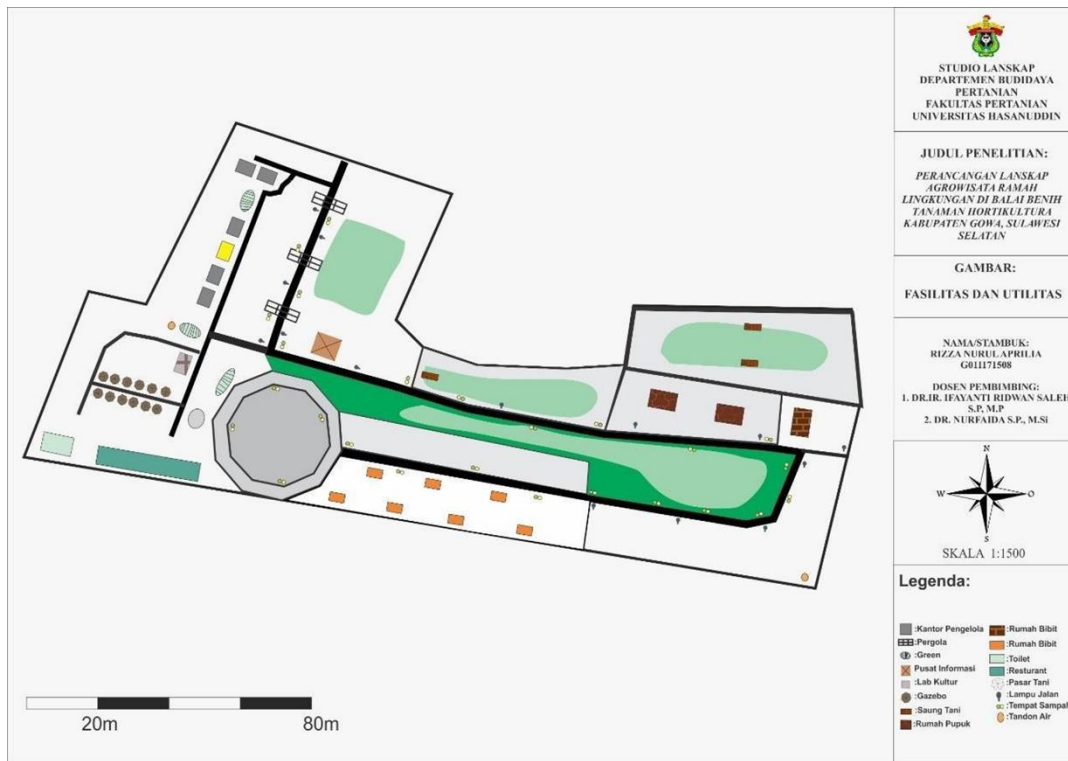 STUDIO LANSKAP
DEPARTEMEN BUDIDAYA
PERTANIAN
FAKULTAS PERTANIAN
UNIVERSITAS HASANUDDIN
JUDUL PENELITIAN:
PERANCANGAN LANSKAP
AGROWISATA RAMAH
LINGKUNGAN DI BALAI BENIH
TANAMAN HORTIKULTURA
KABUPATEN GOWA, SULAWESI
SELATAN
GAMBAR:
FASILITAS DAN UTILITAS
NAMA/STAMBUK:
RIZZA NURUL APRILIA
G011171508
DOSEN PEMBIMBING:
1. DR.IR. IFAYANTI RIDWAN SALEH
S.P, M.P
2. DR. NURFAIDA S.P., M.Si
N
W
O
S
SKALA 1:1500
Legenda:
:Kantor Pengelola
:Pergola
:Green
Pusat Informasi
:Lab Kultur
:Gazebo
:Saung Tani
:Rumah Pupuk
:Rumah Bibit
:Rumah Bibit
:Toilet
:Resturant
:Pasar Tani
:Lampu Jalan
:Tempat Sampah
:Tandon Air
20m
80m